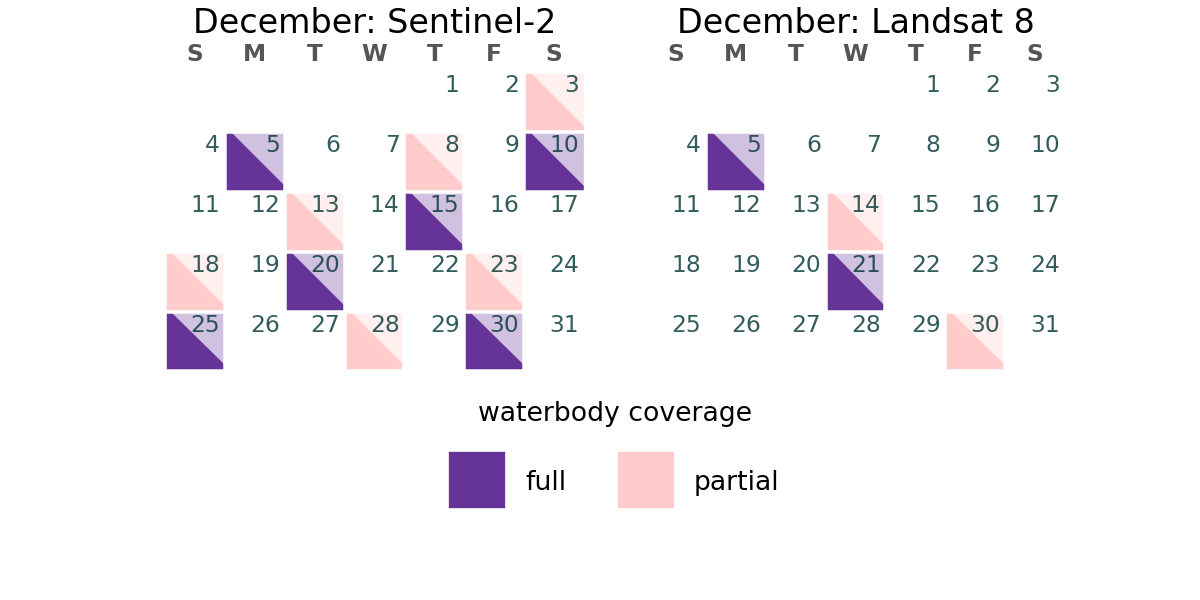 December: Sentinel-2
S M T W T F S
1 2 3
4 5 6 7 8 9 10
11 12 13 14 15 16 17
18 19 20 21 22 23 24
25 26 27 28 29 30 31
December: Landsat 8
S M T W T F S
1 2 3
4 5 6 7 8 9 10
11 12 13 14 15 16 17
18 19 20 21 22 23 24
25 26 27 28 29 30 31
waterbody coverage
full partial